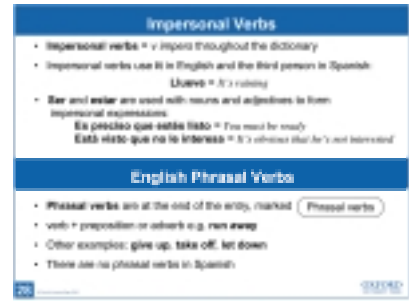 Impersonal Verbs
• Impersonal verbs = v impers throughout the dictionary
• Impersonal verbs use it in English and the third person in Spanish:
Llueve = It's raining
• Ser and estar are used with nouns and adjectives to form
impersonal expressions:
Es preciso que estés listo = You must be ready
Está visto que no le interesa = It's obvious that he's not interested
English Phrasal Verbs
• Phrasal verbs are at the end of the entry, marked Phrasal verbs
• verb + preposition or adverb e.g. run away
• Other examples: give up, take off, let down
• There are no phrasal verbs in Spanish
OXFORD